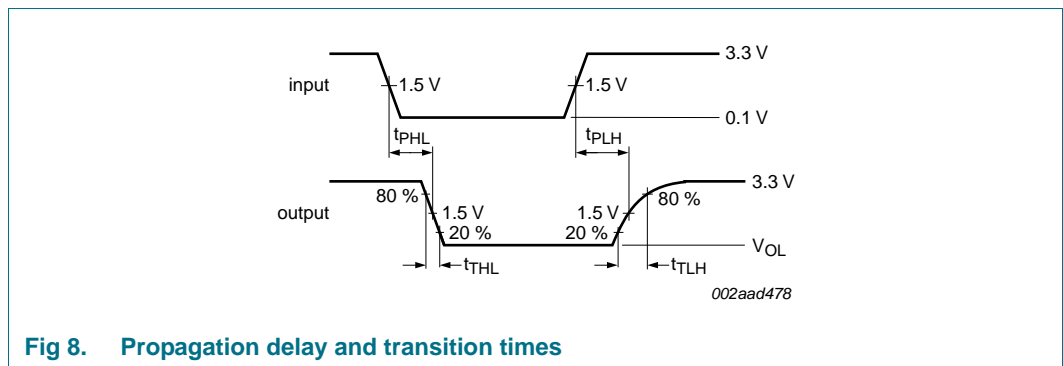 3.3 V
input
1.5 V
1.5 V
0.1 V
tPHL
tPLH
3.3 V
80 %
80 %
output
1.5 V
1.5 V
20 %
20 %
VOL
tTHL
tTLH
002aad478
Fig 8. Propagation delay and transition times